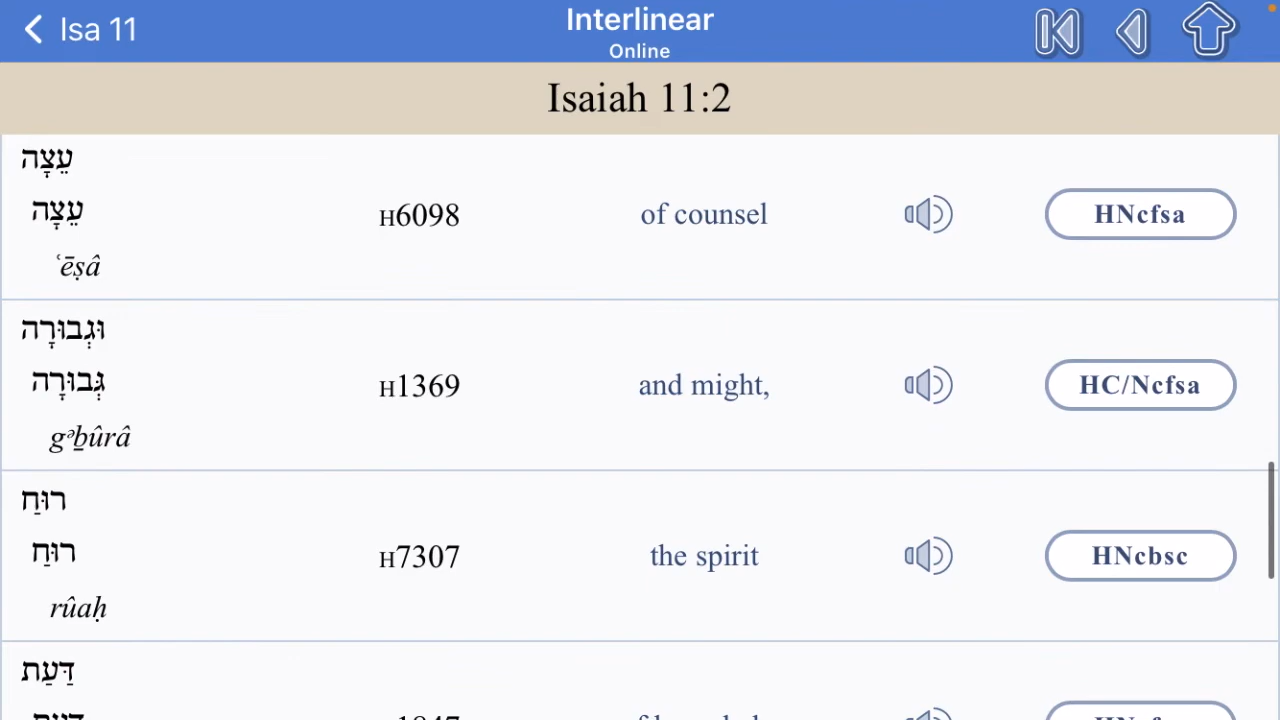 Isa 11
Interlinear
Online
Isaiah 11:2
עֵצָה
עֵצָה
ʿēṣâ
H6098
of counsel
HNcfsa
וּגְבוּרָה
גְּבוּרָה
gᵊḇûrâ
H1369
and might,
HC/Ncfsa
רוּחַ
רוּחַ
rûaḥ
H7307
the spirit
HNcbsc
דַּעַת